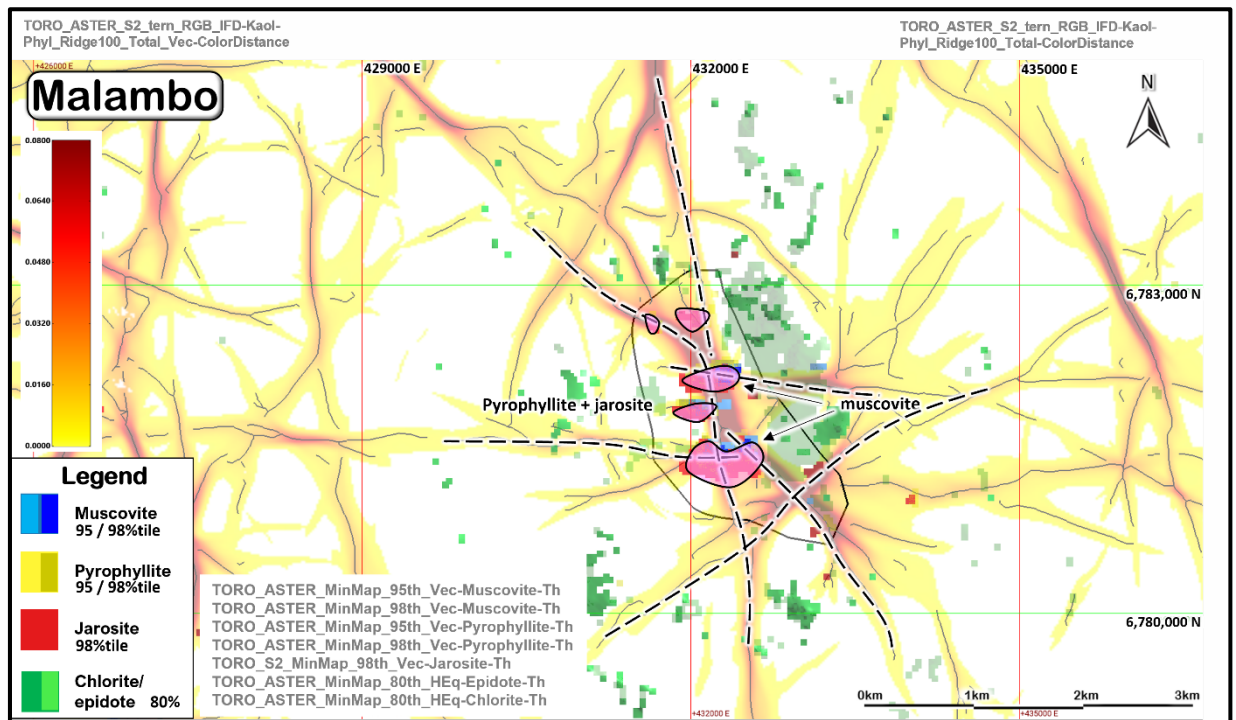 TORO_ASTER_S2_tern_RGB_IFD-Kaol-
Phyl_Ridge100_Total_Vec-ColorDistance
TORO_ASTER_S2_tern_RGB_IFD-Kaol-
Phyl_Ridge100_Total-ColorDistance
+426000 E
429000 E
432000 E
435000 E
Malambo
N
0.0800
0.0640
0.0480
0.0320
0.0160
0.0000
6,783,000 N
Pyrophyllite + jarosite
muscovite
6,780,000 N
Legend
Muscovite
95 / 98%tile
Pyrophyllite
95 / 98%tile
Jarosite
98%tile
Chlorite/
epidote 80%
TORO_ASTER_MinMap_95th_Vec-Muscovite-Th
TORO_ASTER_MinMap_98th_Vec-Muscovite-Th
TORO_ASTER_MinMap_95th_Vec-Pyrophyllite-Th
TORO_ASTER_MinMap_98th_Vec-Pyrophyllite-Th
TORO_S2_MinMap_98th_Vec-Jarosite-Th
TORO_ASTER_MinMap_80th_HEq-Epidote-Th
TORO_ASTER_MinMap_80th_HEq-Chlorite-Th
0km 1km 2km 3km
+432000 E
+435000 E